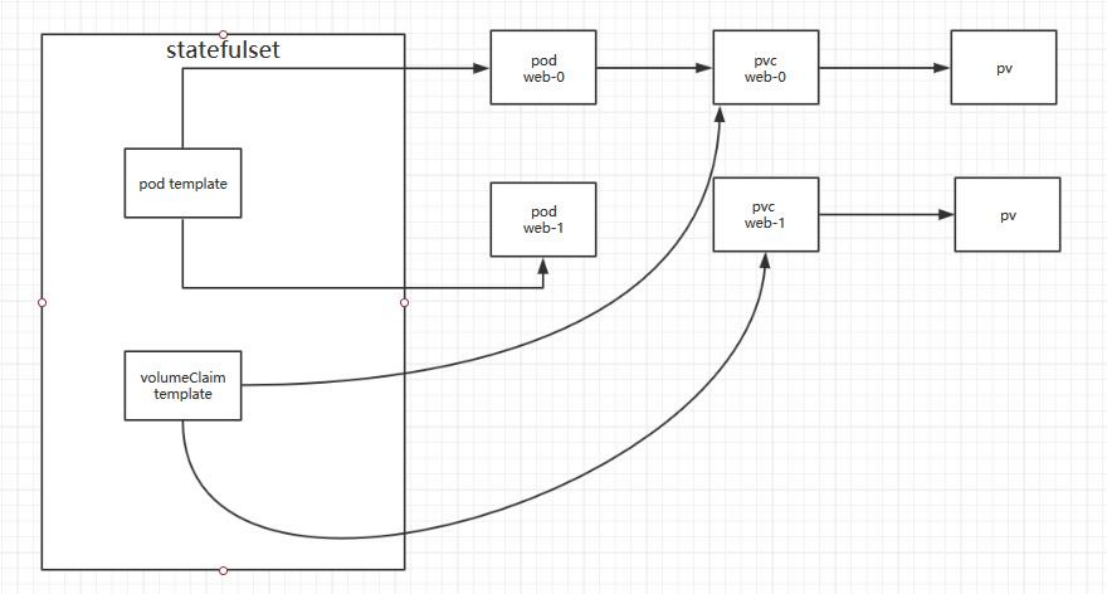 statefulset
pod
web-0
pvc
web-0
pv
pod template
pod
web-1
pvc
web-1
pv
volumeClaim
template